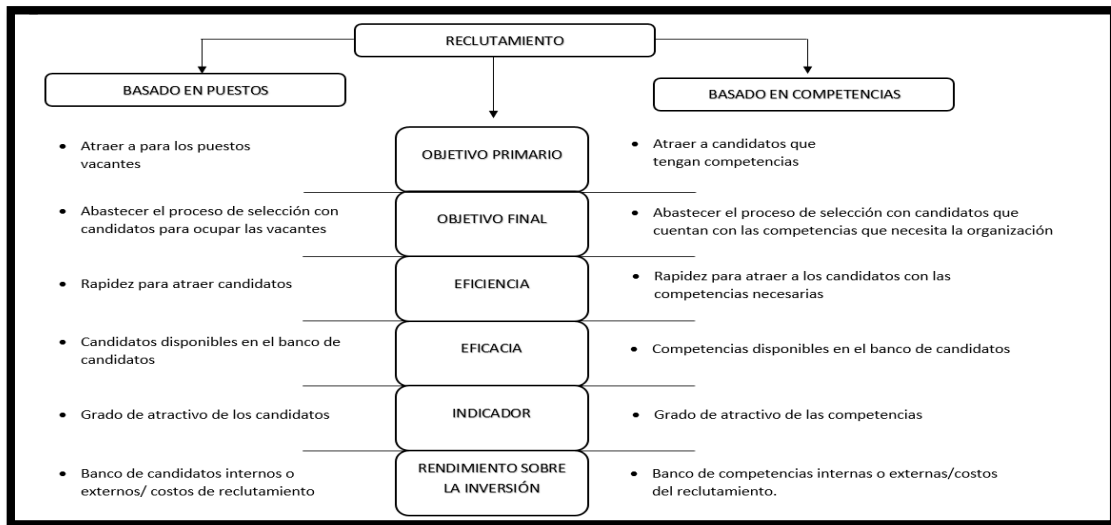 RECLUTAMIENTO
BASADO EN PUESTOS
BASADO EN COMPETENCIAS
• Atraer a para los puestos
vacantes
OBJETIVO PRIMARIO
• Atraer a candidatos que
tengan competencias
• Abastecer el proceso de selección con
candidatos para ocupar las vacantes
OBJETIVO FINAL
• Abastecer el proceso de selección con candidatos que
cuentan con las competencias que necesita la organización
• Rapidez para atraer candidatos
EFICIENCIA
• Rapidez para atraer a los candidatos con las
competencias necesarias
• Candidatos disponibles en el banco de
candidatos
EFICACIA
• Competencias disponibles en el banco de candidatos
• Grado de atractivo de los candidatos
INDICADOR
• Grado de atractivo de las competencias
• Banco de candidatos internos o
externos/ costos de reclutamiento
RENDIMIENTO SOBRE
LA INVERSIÓN
• Banco de competencias internas o externas/costos
del reclutamiento.